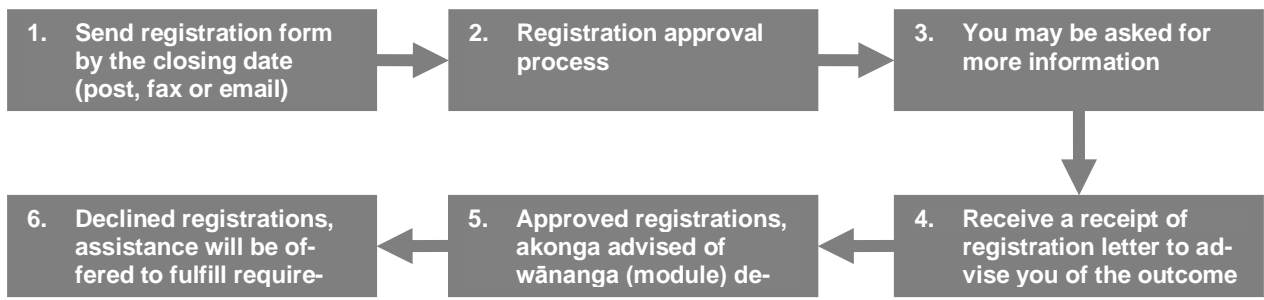 1. Send registration form
by the closing date
(post, fax or email)
2. Registration approval
process
3. You may be asked for
more information
4. Receive a receipt of
registration letter to ad-
vise you of the outcome
5. Approved registrations,
akonga advised of
wānanga (module) de-
6. Declined registrations,
assistance will be of-
fered to fulfill require-